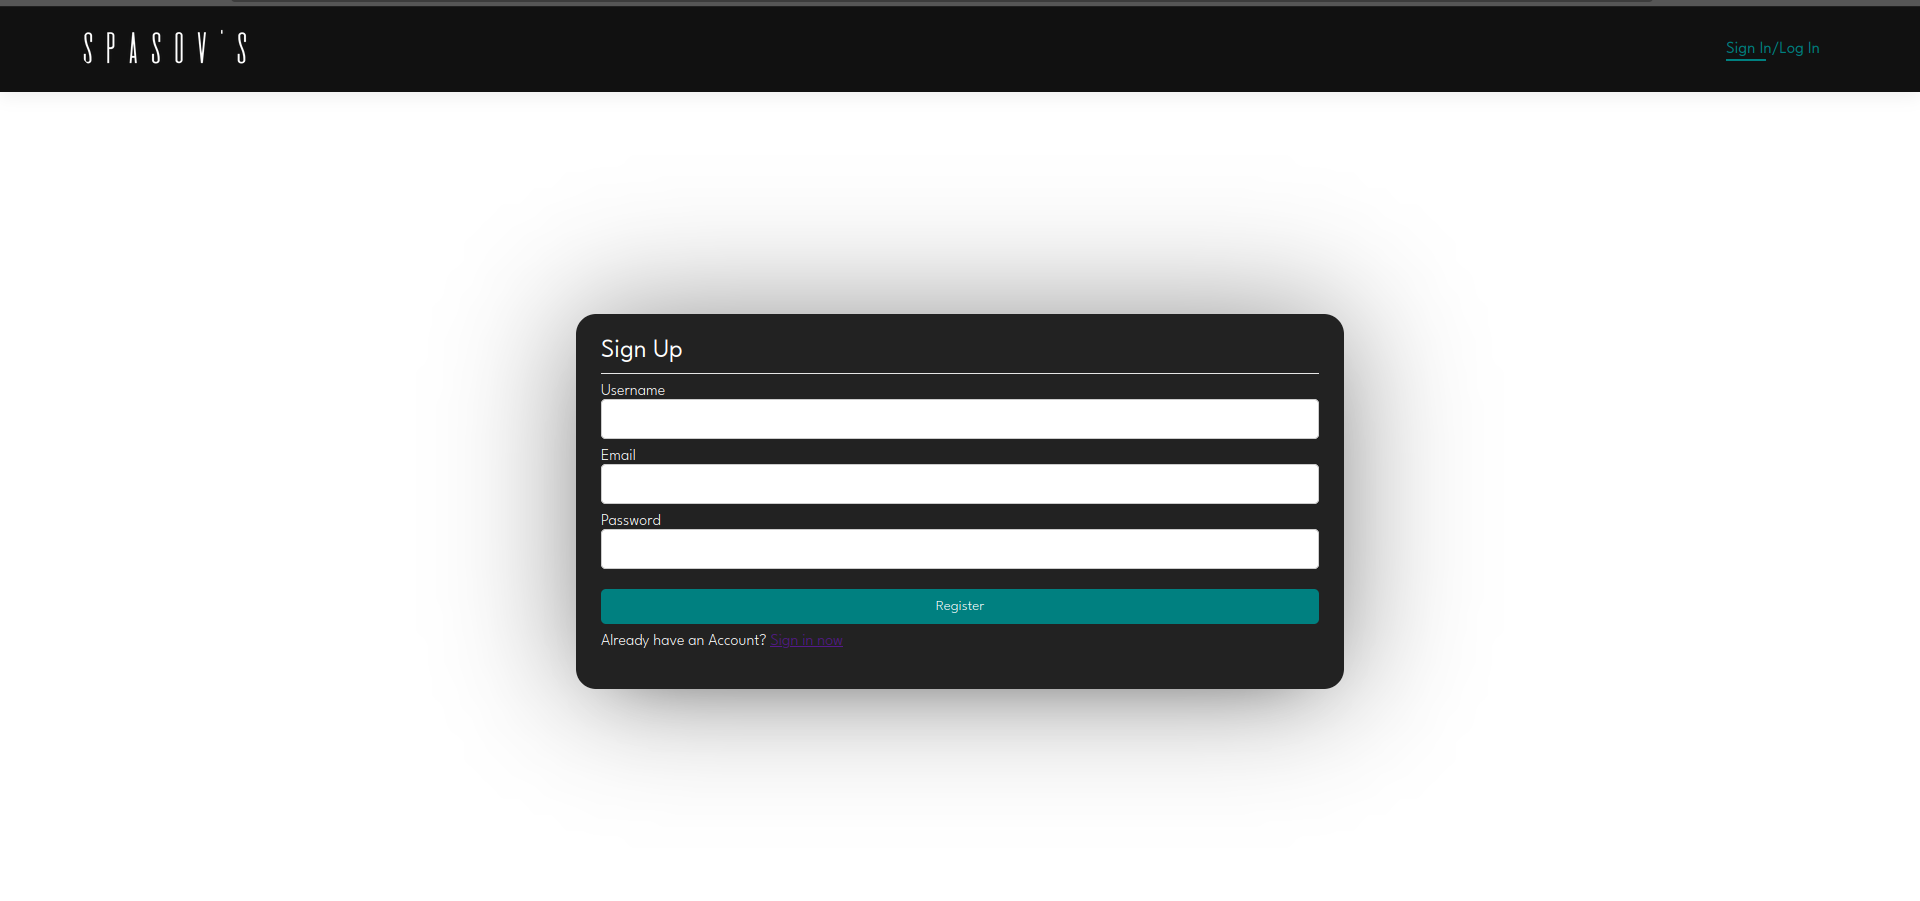 SPASOV'S
Sign In/Log In
Sign Up
Username
Email
Password
Register
Already have an Account? Sign in now